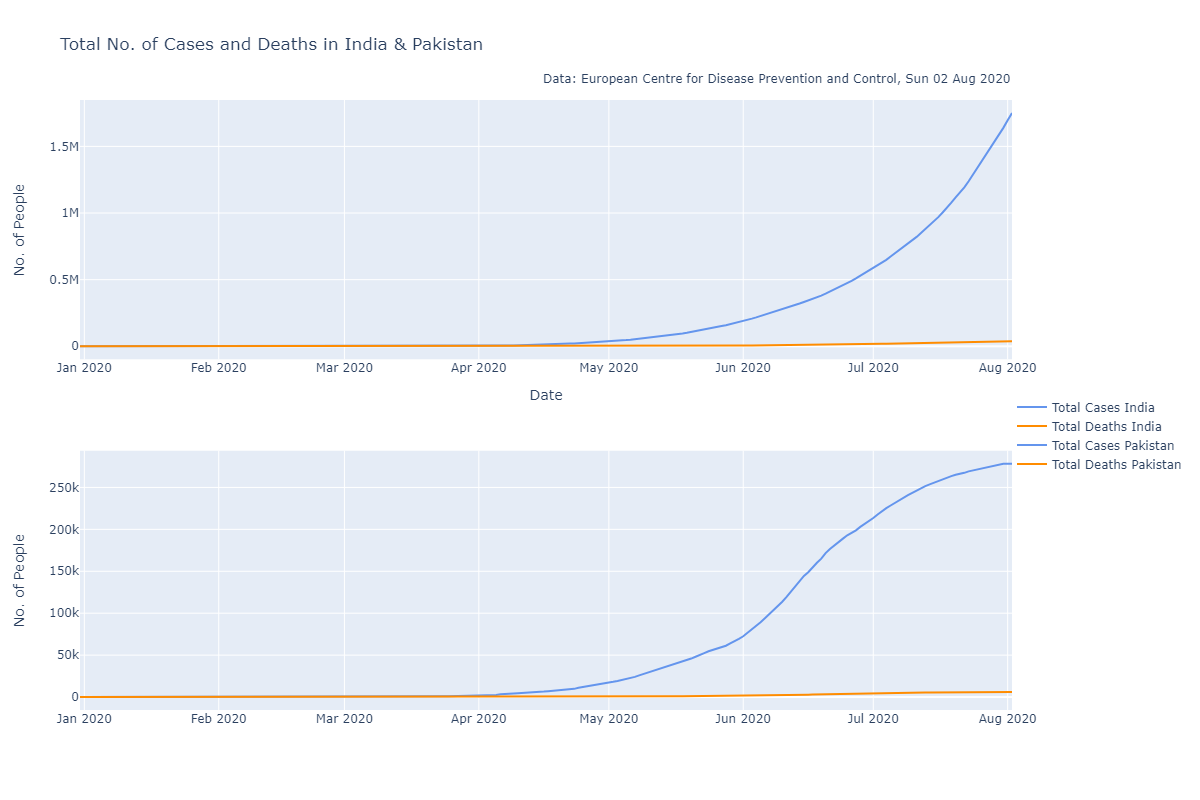 Total No. of Cases and Deaths in India & Pakistan
Data: European Centre for Disease Prevention and Control, Sun 02 Aug 2020
No. of People
1.5M
1M
0.5M
0
Jan 2020 Feb 2020 Mar 2020 Apr 2020 May 2020 Jun 2020 Jul 2020 Aug 2020
Date
Total Cases India
Total Deaths India
Total Cases Pakistan
Total Deaths Pakistan
No. of People
250k
200k
150k
100k
50k
0
Jan 2020 Feb 2020 Mar 2020 Apr 2020 May 2020 Jun 2020 Jul 2020 Aug 2020